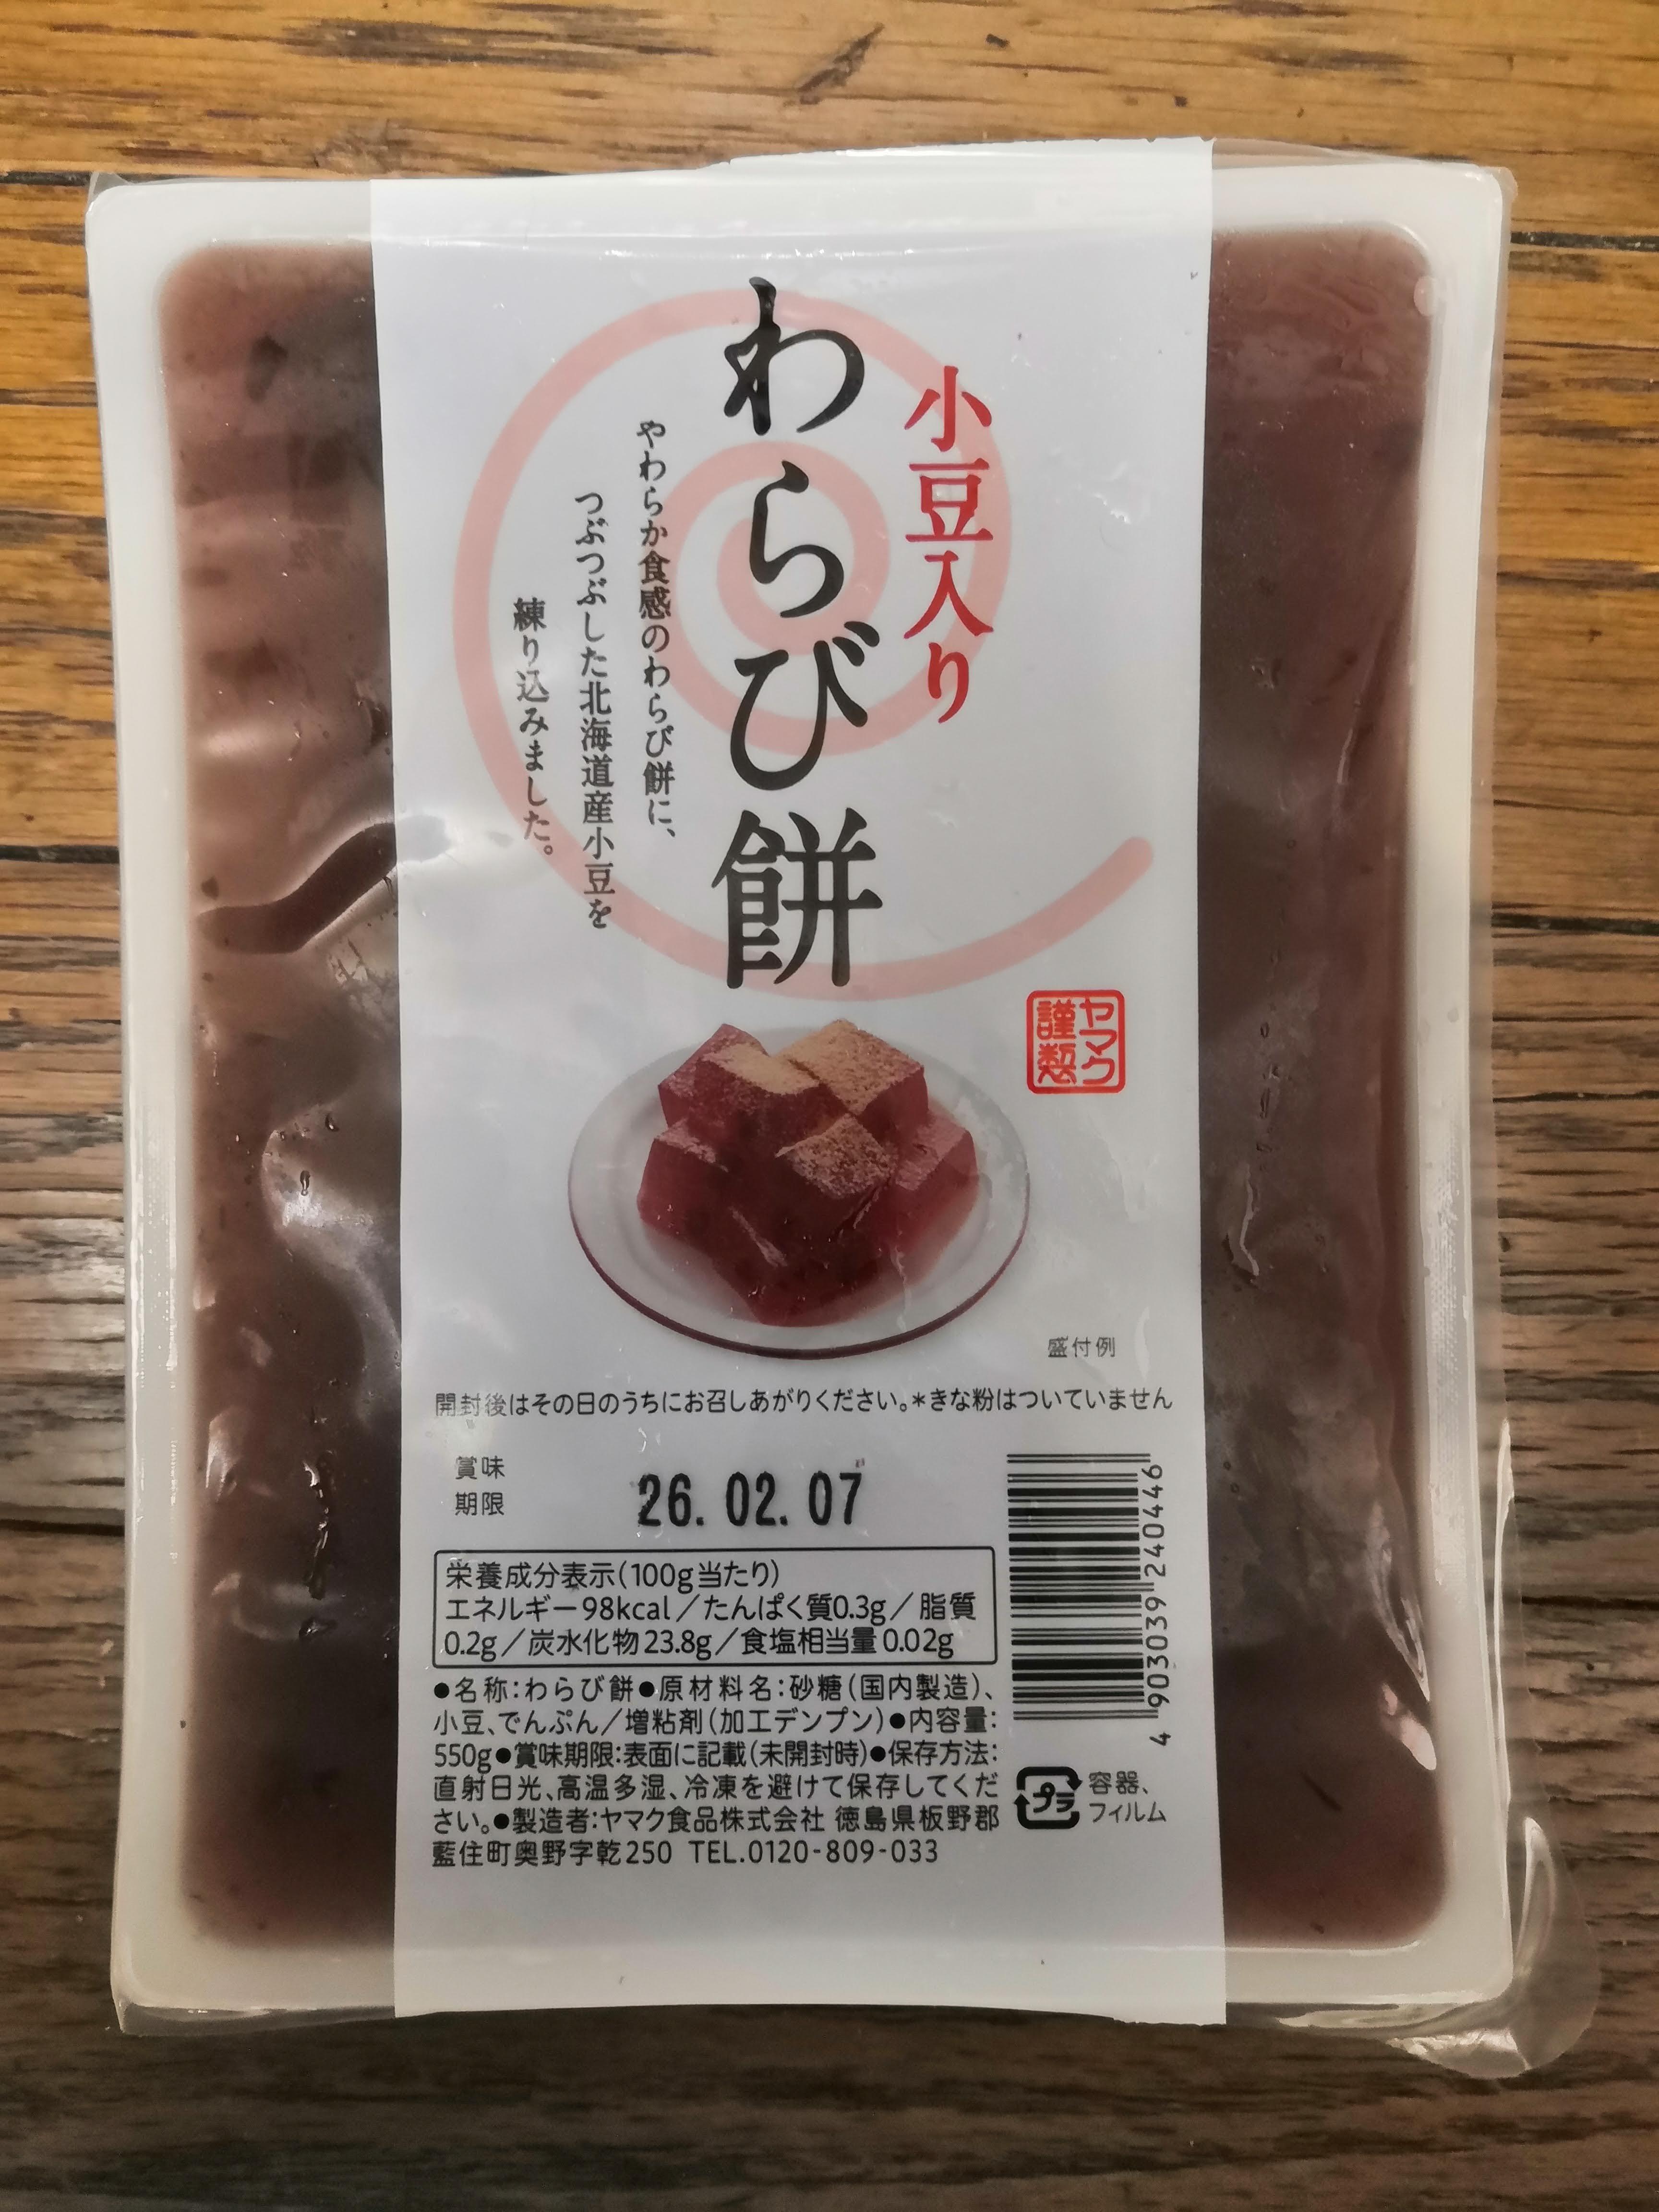 小豆入り
わらび餅
やわらか食感のわらび餅に、
つぶつぶした北海道産小豆を
練り込みました。
ヤマク
謹製
盛付例
開封後はその日のうちにお召しあがりください。*きな粉はついていません
賞味
期限
26.02.07
栄養成分表示(100g当たり)
エネルギー98kcal/たんぱく質0.3g/脂質
0.2g/炭水化物23.8g/食塩相当量0.02g
●名称:わらび餅●原材料名:砂糖(国内製造)、
小豆、でんぷん/増粘剤(加工デンプン)●内容量:
550g●賞味期限:表面に記載(未開封時)●保存方法:
直射日光、高温多湿、冷凍を避けて保存してくだ
さい。●製造者:ヤマク食品株式会社 徳島県板野郡
藍住町奥野字乾250 TEL.0120-809-033
4 903039 240446
プラ
容器、
フィルム